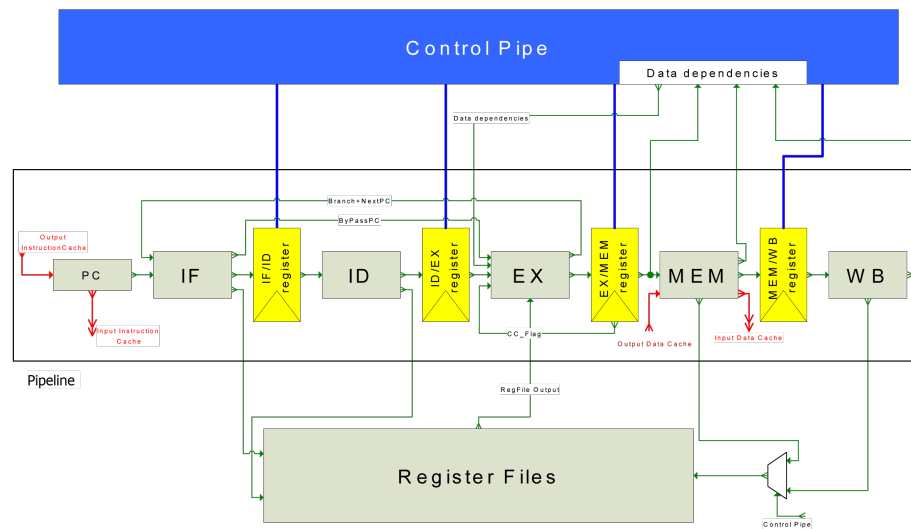 Control Pipe
Data dependencies
Data dependencies
Branch+NextPC
ByPassPC
Output
InstructionCache
PC
IF
IF/ID
register
ID
ID/EX
register
EX
EX/MEM
register
MEM
MEM/WB
register
WB
Input Instruction
Cache
CC_Flag
Output Data Cache
Input Data Cache
Pipeline
RegFile Output
Register Files
Control Pipe